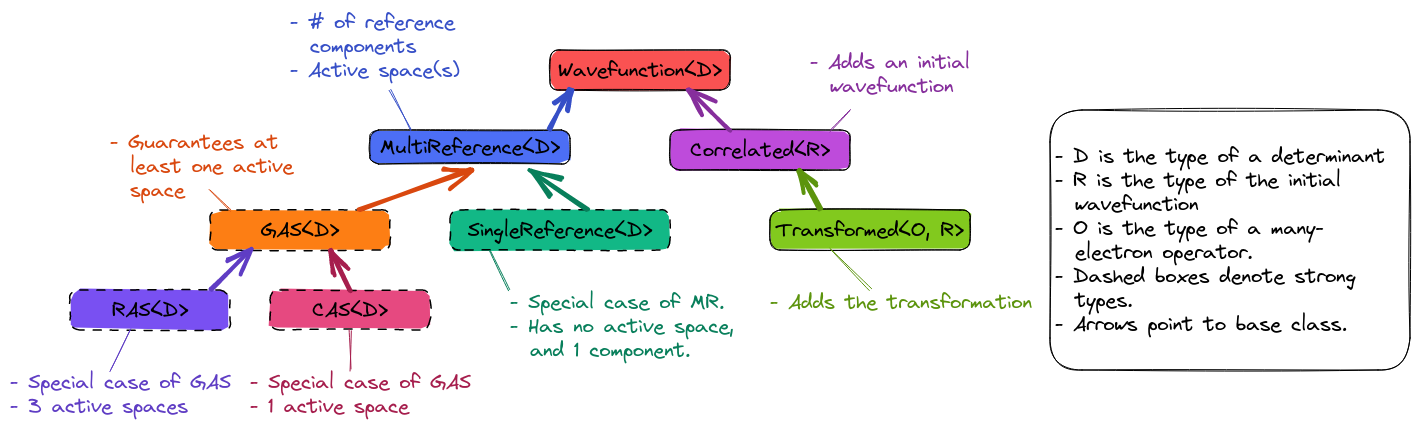 - # of reference
components
- Active space(s)
Wavefunction<D>
- Adds an initial
wavefunction
- Guarantees at
least one active
space
MultiReference<D>
Correlated<R>
GAS<D>
SingleReference<D>
Transformed<O, R>
RAS<D>
CAS<D>
- Special case of MR.
- Has no active space,
and 1 component.
- Adds the transformation
- Special case of GAS
- 3 active spaces
- Special case of GAS
- 1 active space
- D is the type of a determinant
- R is the type of the initial
wavefunction
- O is the type of a many-
electron operator.
- Dashed boxes denote strong
types.
- Arrows point to base class.